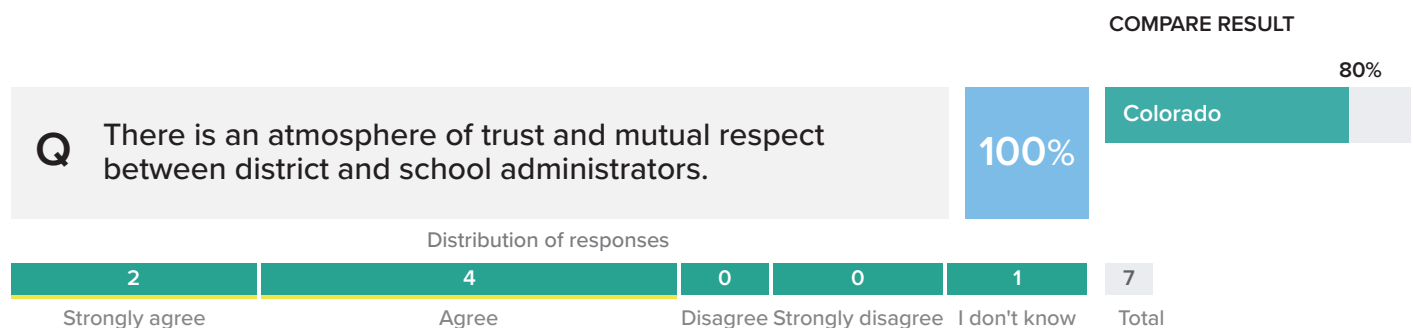 COMPARE RESULT
80%
Q
There is an atmosphere of trust and mutual respect
between district and school administrators.
100%
Colorado
Distribution of responses
2 4 0 0 1 7
Strongly agree Agree Disagree Strongly disagree I don't know Total